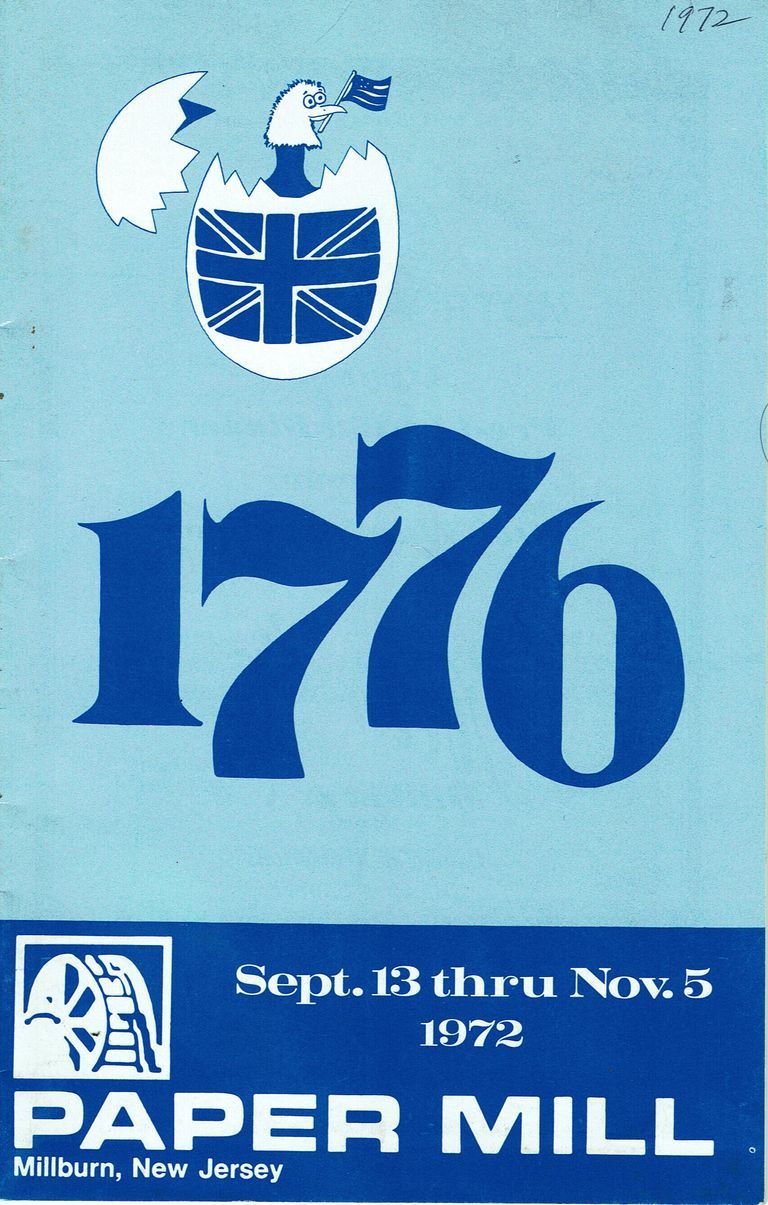 1972
1776
Sept. 13 thru Nov. 5
1972
PAPER MILL
Millburn, New Jersey